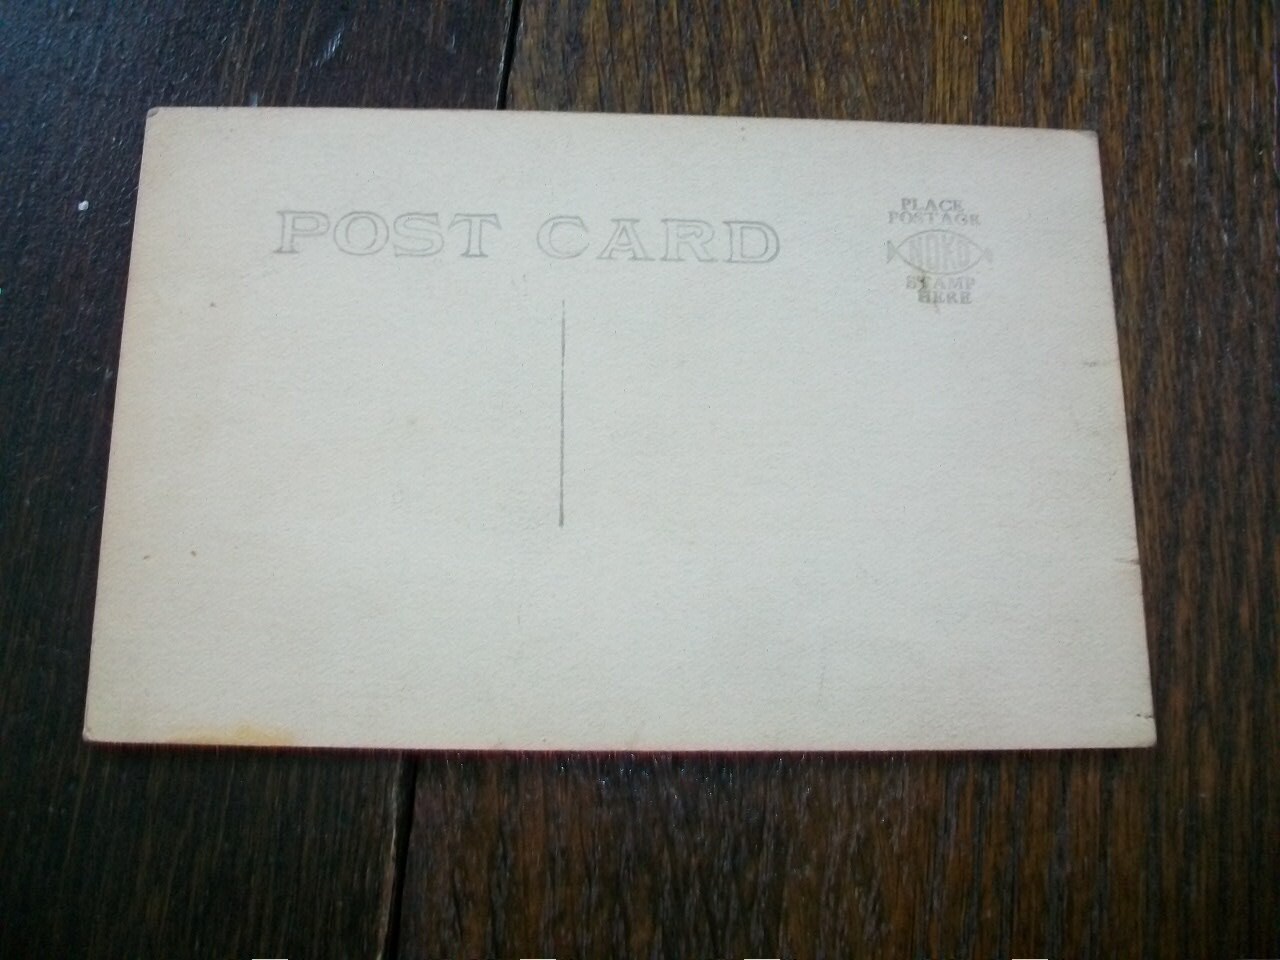 POST CARD
PLACE
POSTAGE
NOKO
STAMP
HERE